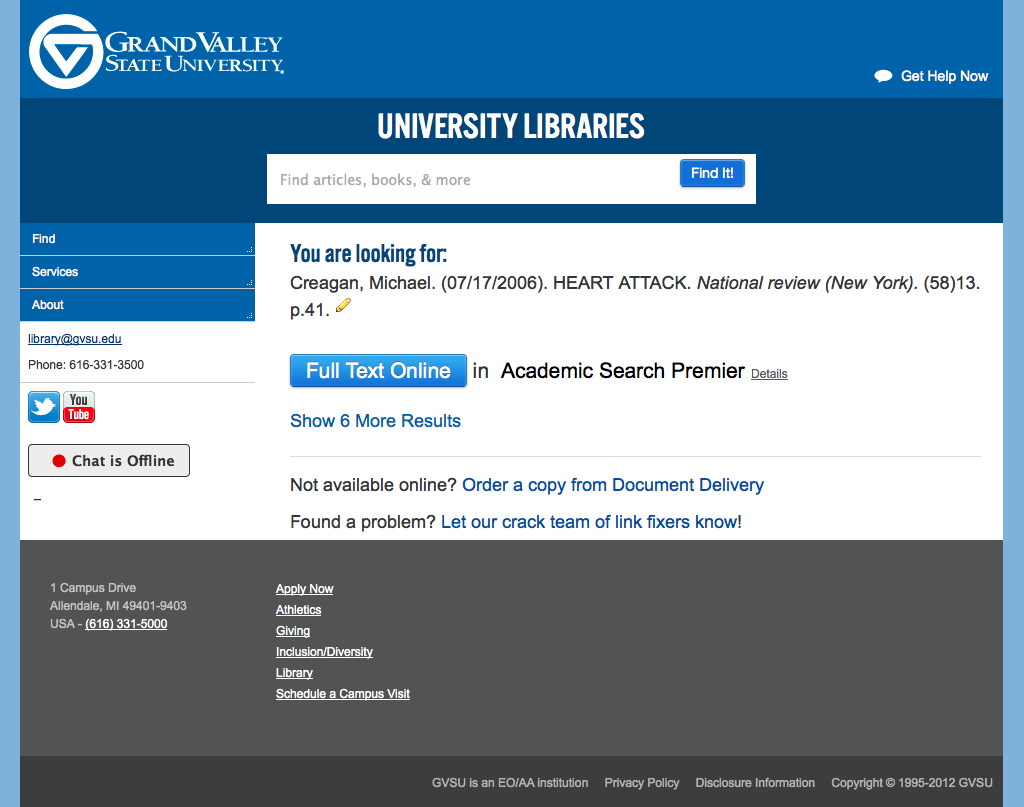 GRAND VALLEY
STATE UNIVERSITY.
Get Help Now
UNIVERSITY LIBRARIES
Find articles, books, & more
Find It!
Find
Services
About
library@gvsu.edu
Phone: 616-331-3500
You
Tube
Chat is Offline
–
You are looking for:
Creagan, Michael. (07/17/2006). HEART ATTACK. National review (New York). (58)13.
p.41.
Full Text Online in Academic Search Premier Details
Show 6 More Results
Not available online? Order a copy from Document Delivery
Found a problem? Let our crack team of link fixers know!
1 Campus Drive
Allendale, MI 49401-9403
USA - (616) 331-5000
Apply Now
Athletics
Giving
Inclusion/Diversity
Library
Schedule a Campus Visit
GVSU is an EO/AA institution Privacy Policy Disclosure Information Copyright © 1995-2012 GVSU